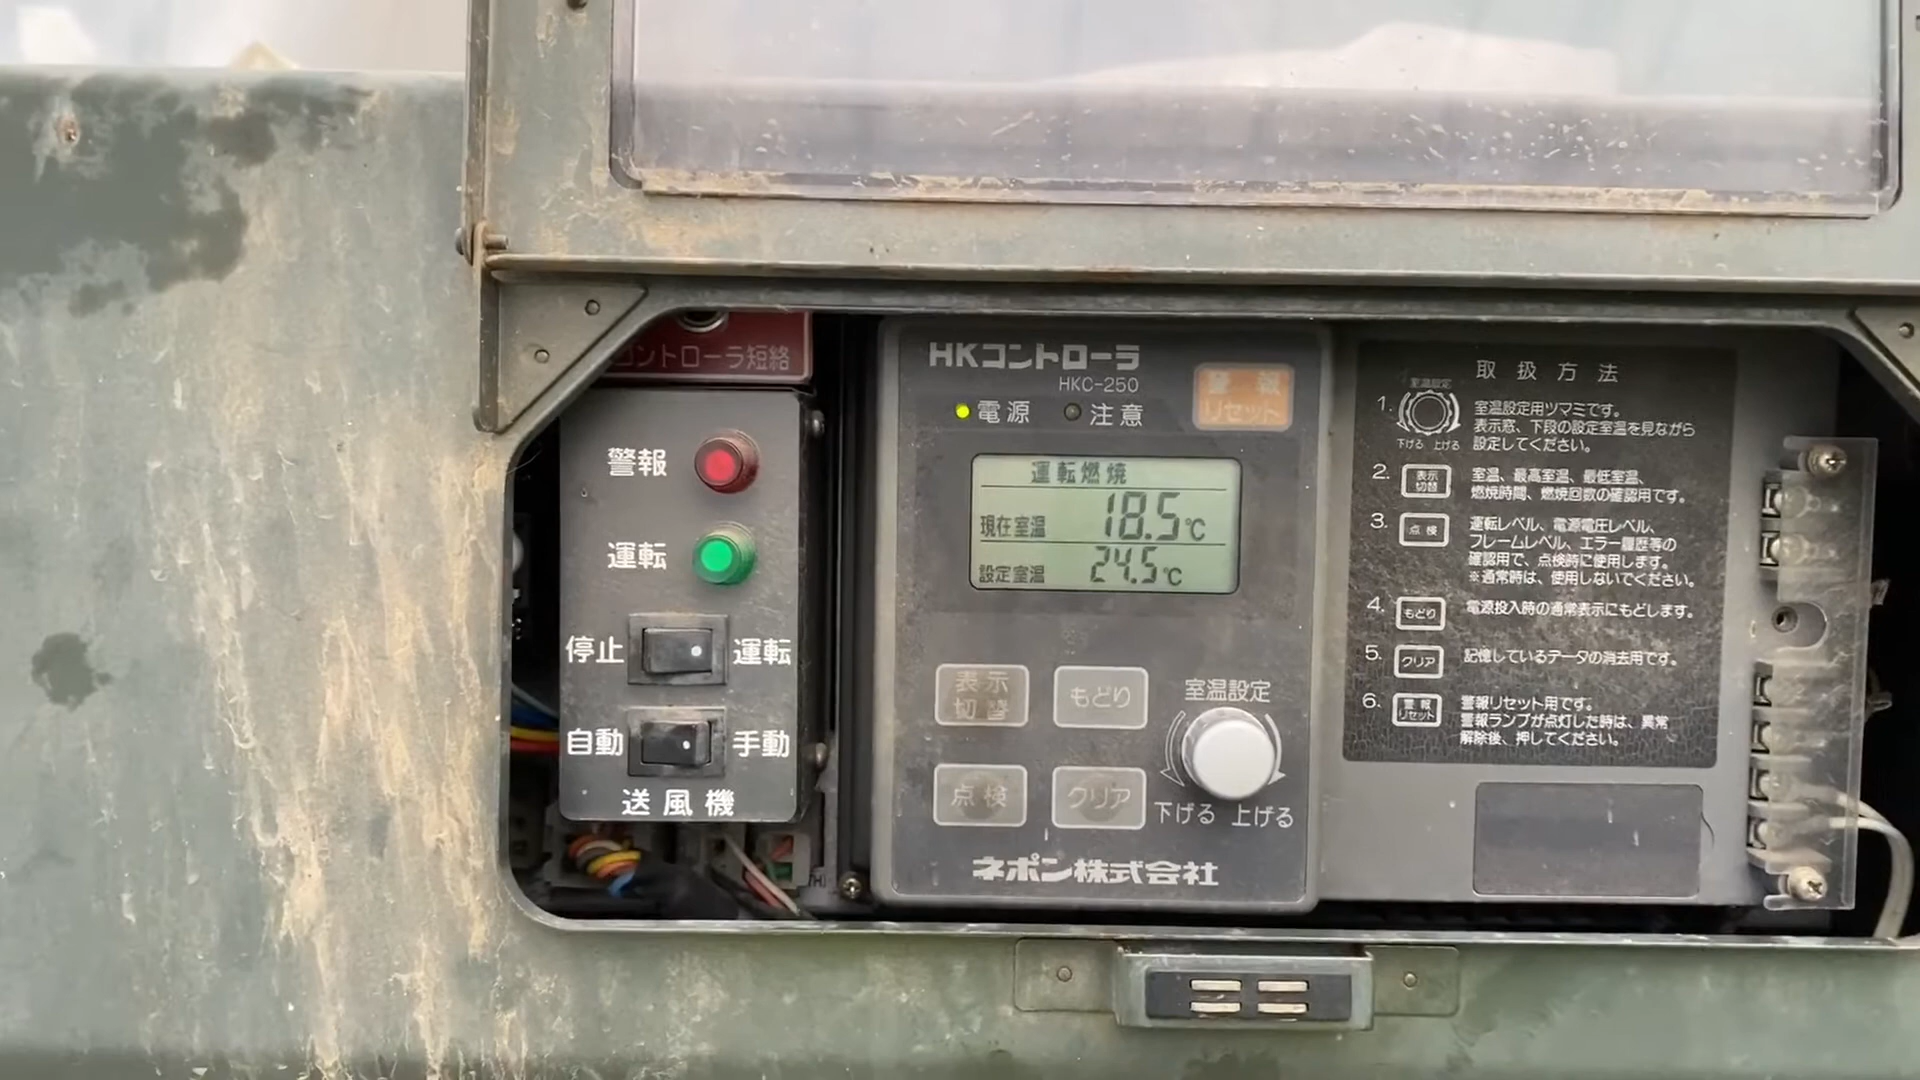 コントローラ短絡
警報
運転
停止 運転
自動 手動
送風機
HKコントローラ
HKC-250
電源 注意
警報
リセット
運転燃焼
現在室温 18.5℃
設定室温 24.5℃
表示
切替
もどり
点検
クリア
室温設定
下げる 上げる
ネポン株式会社
取扱方法
室温設定
下げる 上げる
1. 室温設定用ツマミです。
表示窓、下段の設定室温を見ながら
設定してください。
2. 表示切替 室温、最高室温、最低室温、
燃焼時間、燃焼回数の確認用です。
3. 点検 運転レベル、電源電圧レベル、
フレームレベル、エラー履歴等の
確認用で、点検時に使用します。
※通常時は、使用しないでください。
4. もどり 電源投入時の通常表示にもどします。
5. クリア 記憶しているデータの消去用です。
6. 警報リセット 警報リセット用です。
警報ランプが点灯した時は、異常
解除後、押してください。